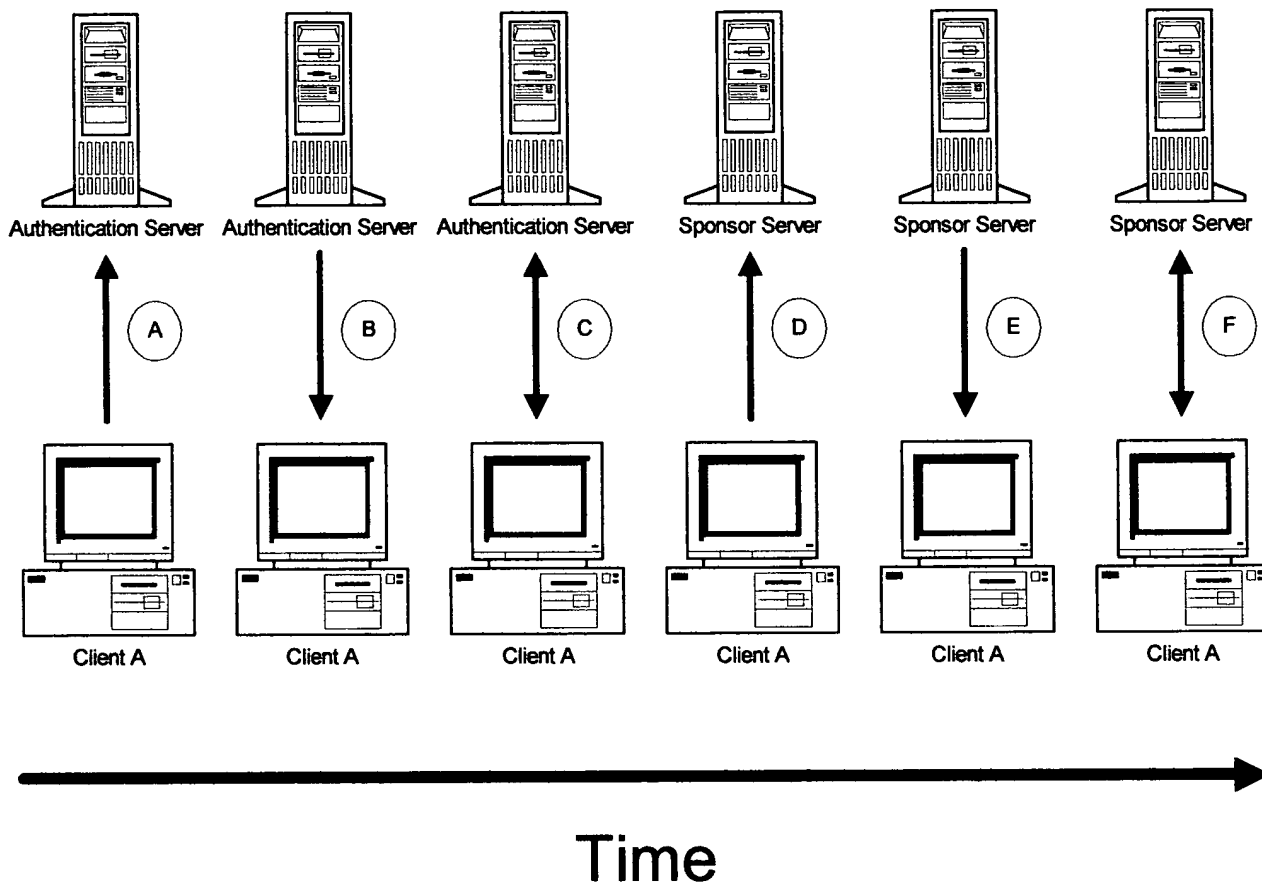 Authentication Server Authentication Server Authentication Server Sponsor Server Sponsor Server Sponsor Server
A B C D E F
Client A Client A Client A Client A Client A Client A
Time